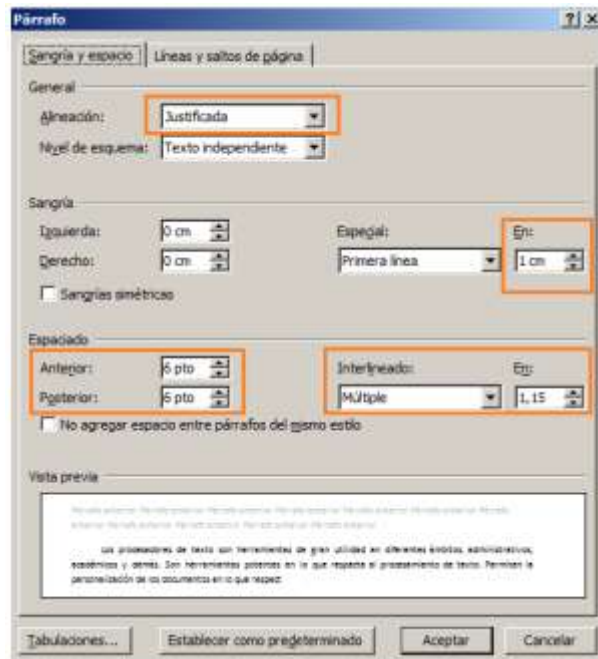 Párrafo
Sangría y espacio Líneas y saltos de página
General
Alineación: Justificada
Nivel de esquema: Texto independiente
Sangría
Izquierda: 0 cm Especial: En:
Derecho: 0 cm Primera línea 1 cm
Sangrías simétricas
Espaciado
Anterior: 6 pto Interlineado: En:
Posterior: 6 pto Múltiple 1,15
No agregar espacio entre párrafos del mismo estilo
Vista previa
Los procesadores de texto son herramientas de gran utilidad en diferentes ámbitos, administrativos,
académicos y demás. Son herramientas potentes en lo que respecta al procesamiento de texto. Permiten la
personalización de los documentos en lo que respect
Tabulaciones... Establecer como predeterminado Aceptar Cancelar